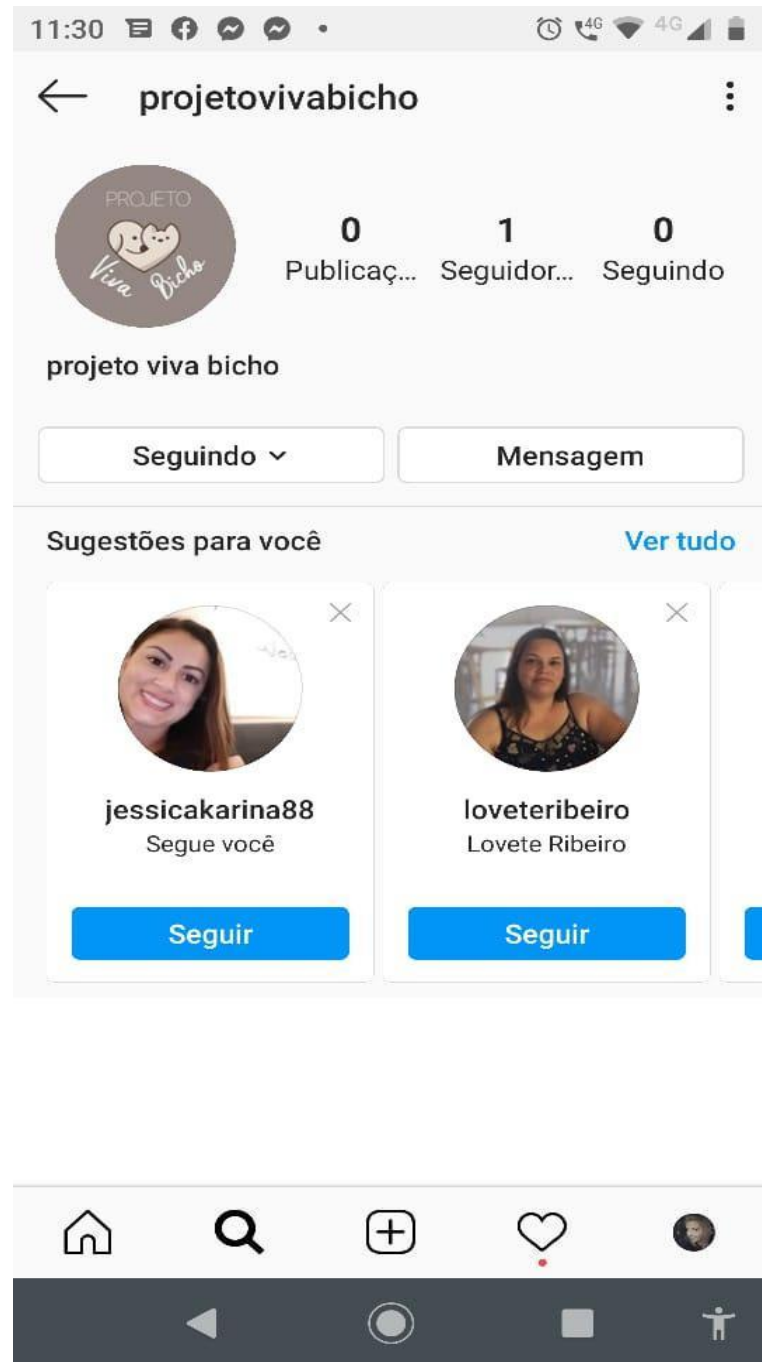 11:30 4G 4G
projetovivabicho
PROJETO
Viva Bicho
0 1 0
Publicaç... Seguidor... Seguindo
projeto viva bicho
Seguindo Mensagem
Sugestões para você Ver tudo
jessicakarina88 loveteribeiro
Segue você Lovete Ribeiro
Seguir Seguir